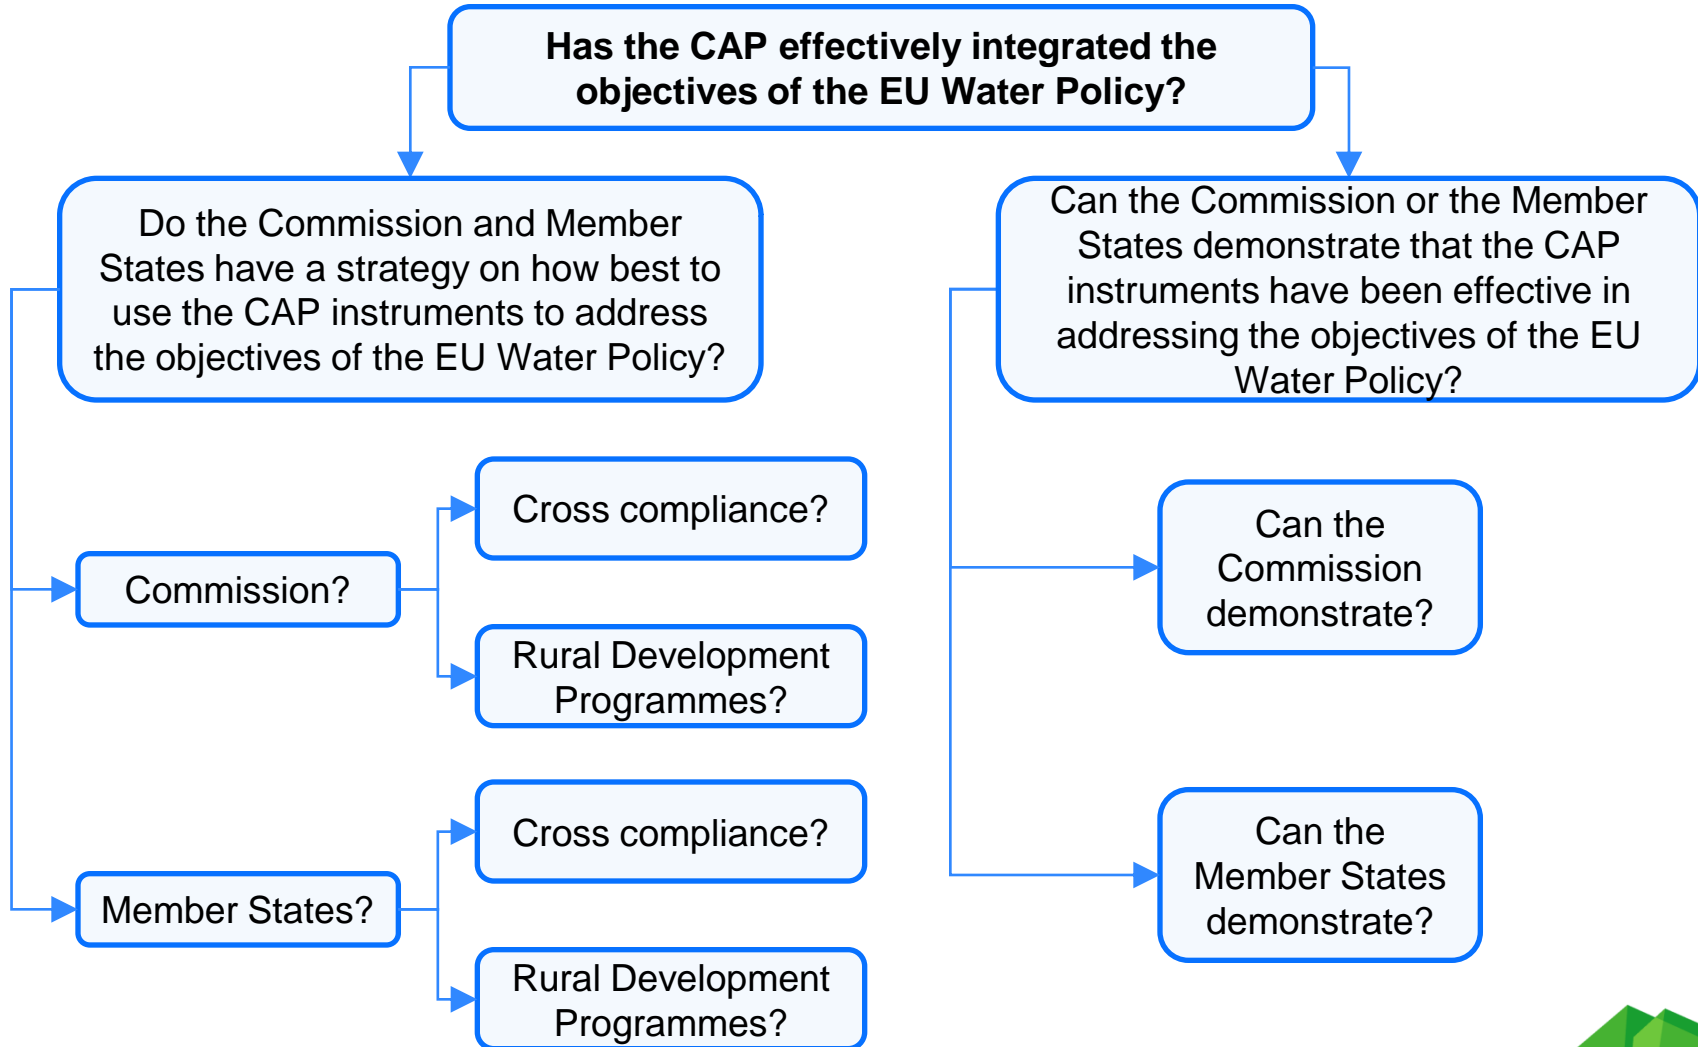 Has the CAP effectively integrated the
objectives of the EU Water Policy?
Do the Commission and Member
States have a strategy on how best to
use the CAP instruments to address
the objectives of the EU Water Policy?
Can the Commission or the Member
States demonstrate that the CAP
instruments have been effective in
addressing the objectives of the EU
Water Policy?
Commission?
Cross compliance?
Rural Development
Programmes?
Member States?
Cross compliance?
Rural Development
Programmes?
Can the
Commission
demonstrate?
Can the
Member States
demonstrate?